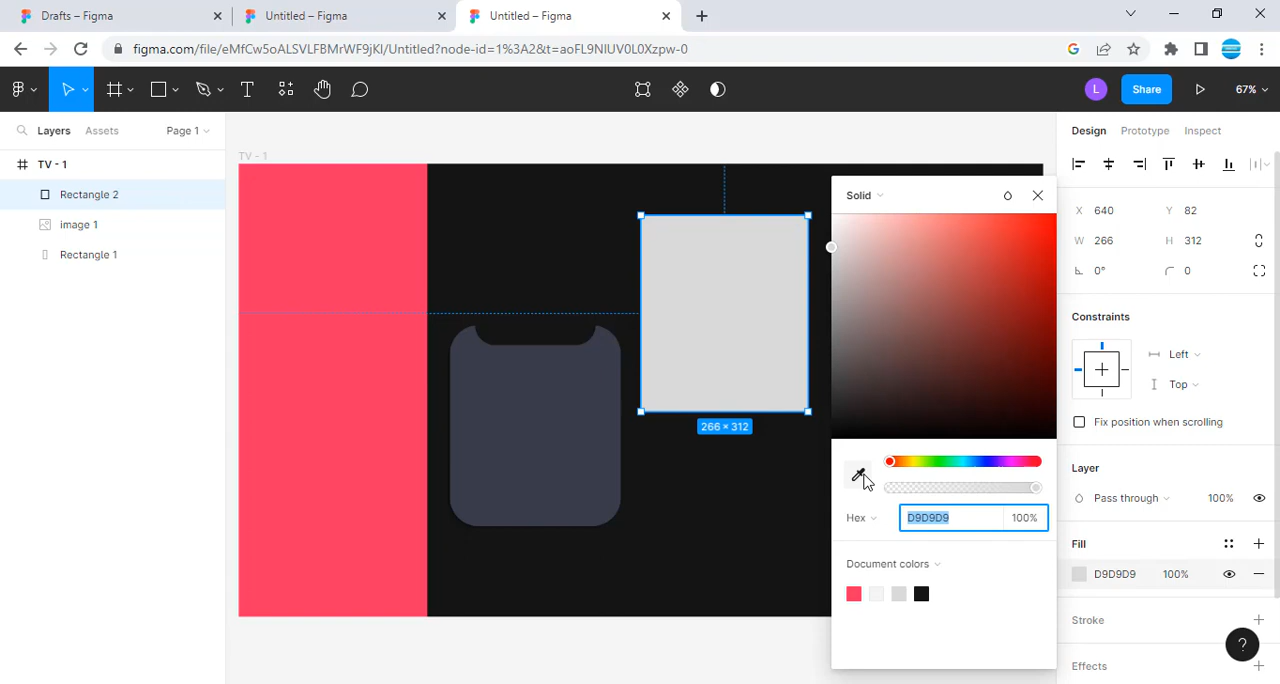 Drafts – Figma
Untitled – Figma
Untitled – Figma
figma.com/file/eMfCw5oALSVLFBMrWF9jKI/Untitled?node-id=1%3A2&t=aoFL9NIUV0L0Xzpw-0
L
Share
67%
Layers
Assets
Page 1
TV - 1
Rectangle 2
image 1
Rectangle 1
TV - 1
266 × 312
Solid
Hex
D9D9D9
100%
Document colors
Design
Prototype
Inspect
X 640
Y 82
W 266
H 312
0°
0
Constraints
Left
Top
Fix position when scrolling
Layer
Pass through
100%
Fill
D9D9D9
100%
Stroke
Effects
?